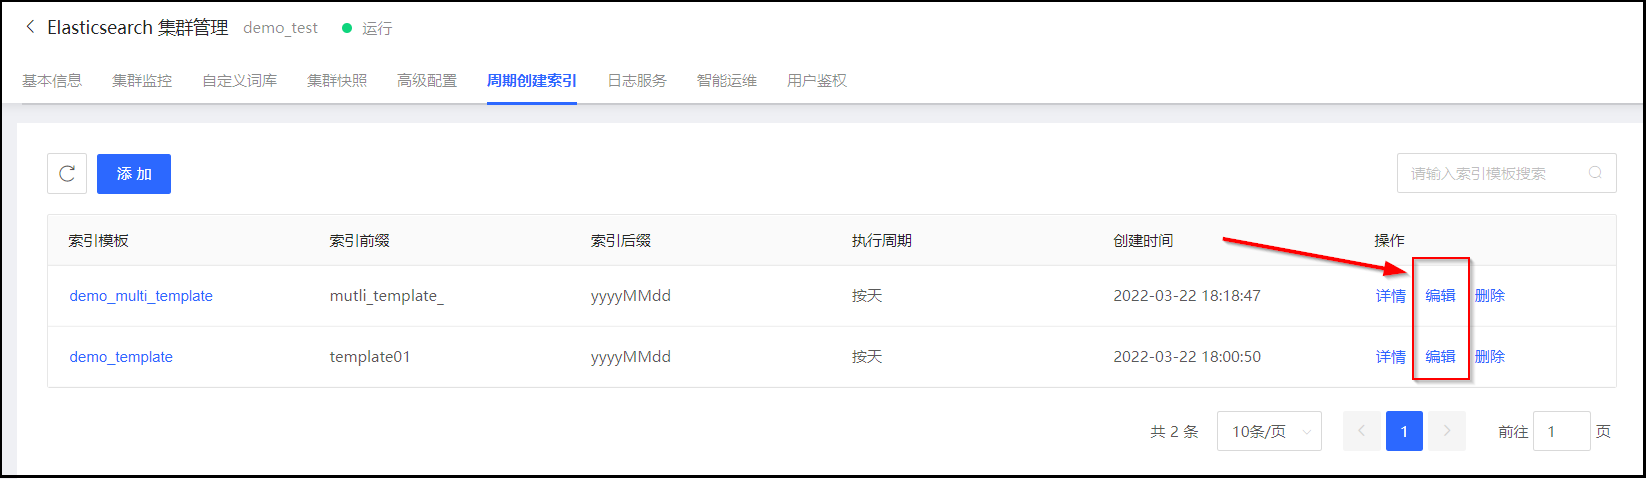 Elasticsearch 集群管理 demo_test 运行
基本信息 集群监控 自定义词库 集群快照 高级配置 周期创建索引 日志服务 智能运维 用户鉴权
添 加 请输入索引模板搜索
索引模板 索引前缀 索引后缀 执行周期 创建时间 操作
demo_multi_template mutli_template_ yyyyMMdd 按天 2022-03-22 18:18:47 详情 编辑 删除
demo_template template01 yyyyMMdd 按天 2022-03-22 18:00:50 详情 编辑 删除
共 2 条 10条/页 1 前往 1 页